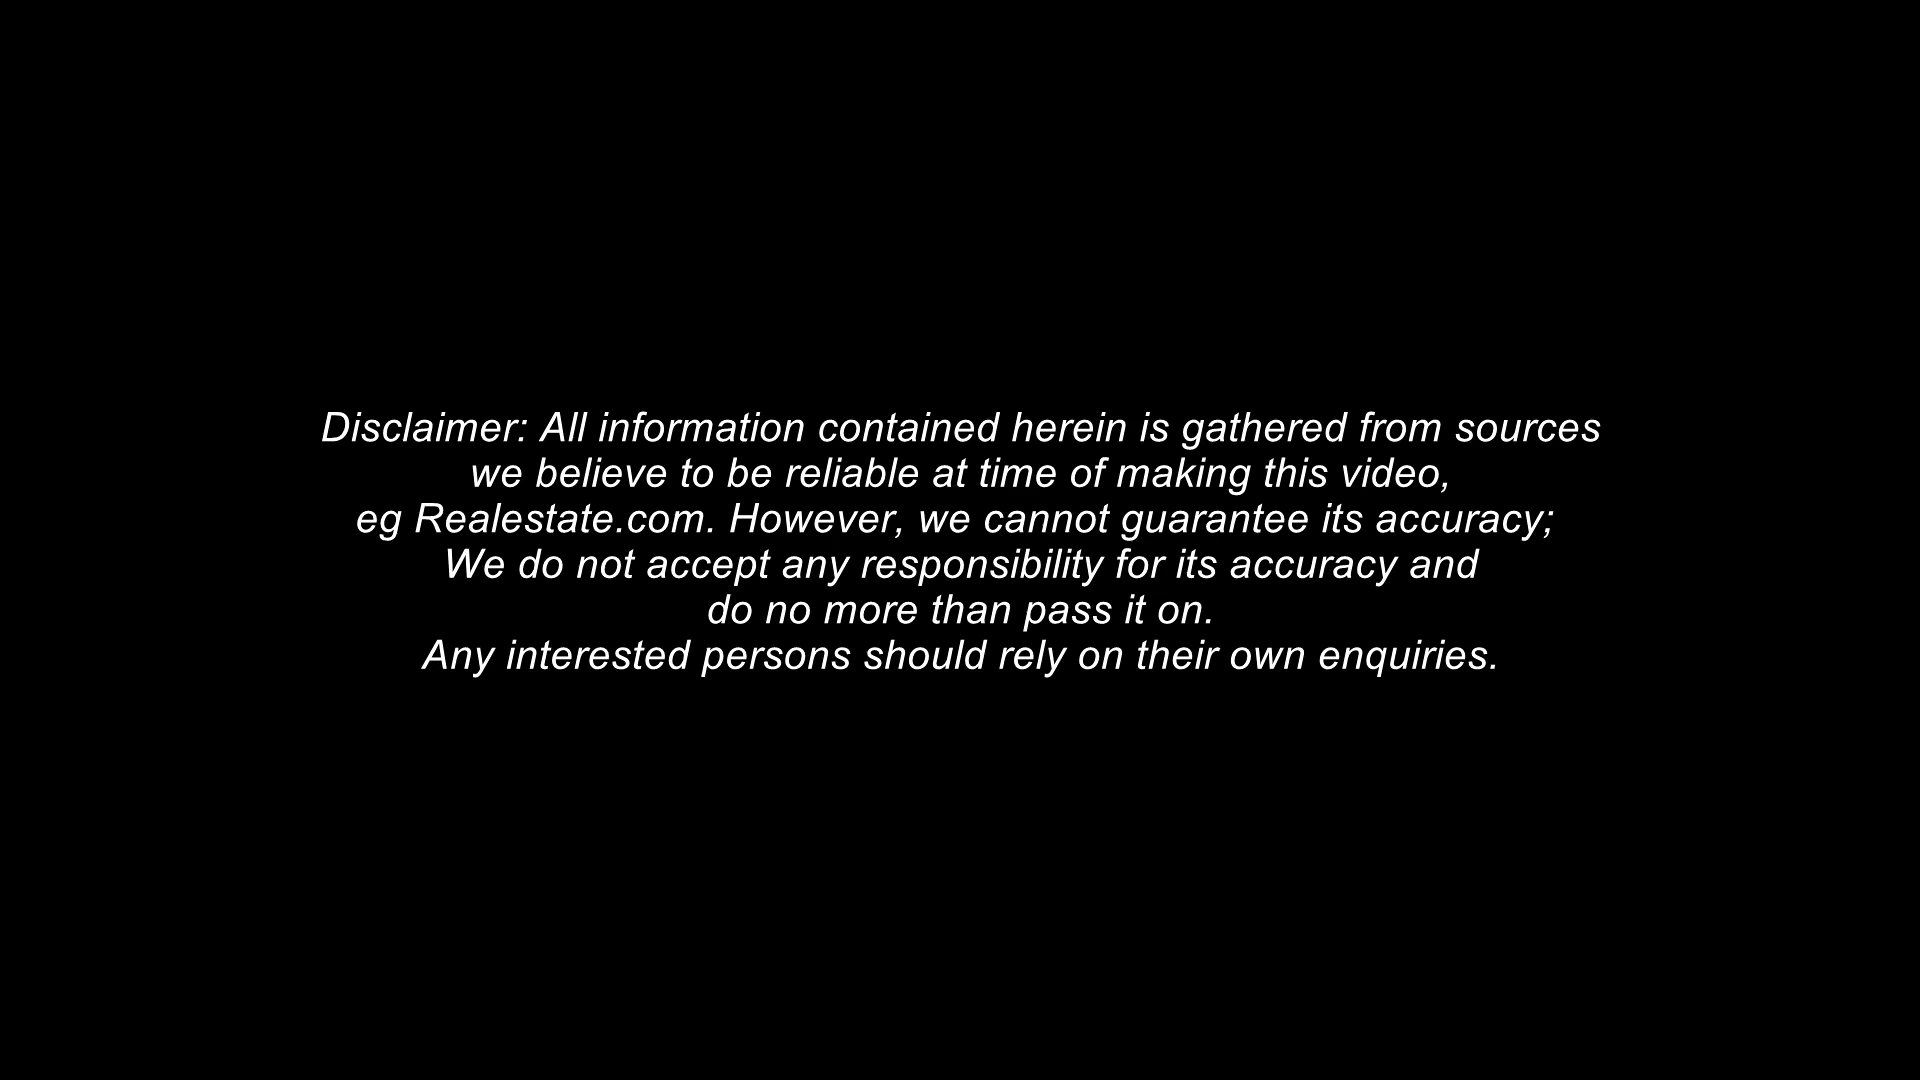 Disclaimer: All information contained herein is gathered from sources
we believe to be reliable at time of making this video,
eg Realestate.com. However, we cannot guarantee its accuracy;
We do not accept any responsibility for its accuracy and
do no more than pass it on.
Any interested persons should rely on their own enquiries.